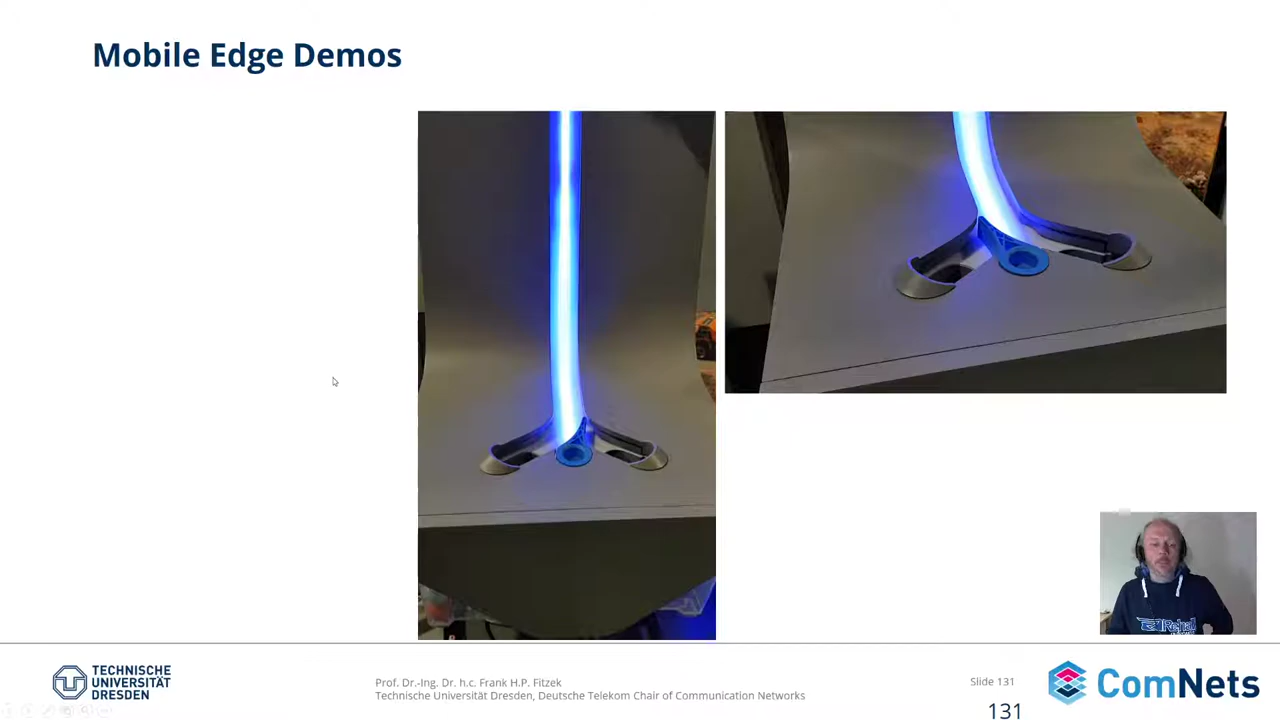 Mobile Edge Demos
TECHNISCHE
UNIVERSITÄT
DRESDEN
Prof. Dr.-Ing. Dr. h.c. Frank H.P. Fitzek
Technische Universität Dresden, Deutsche Telekom Chair of Communication Networks
Slide 131
131
ComNets